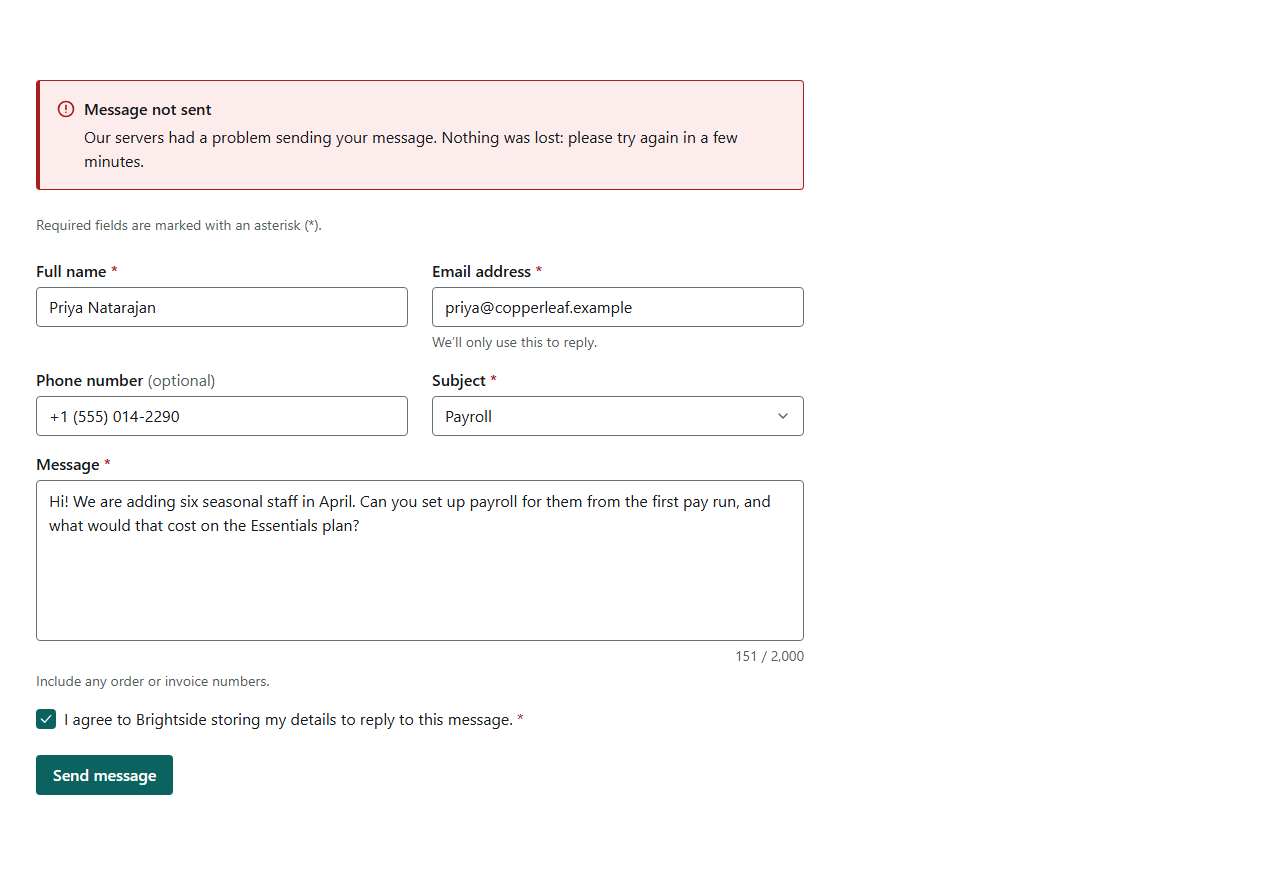 Message not sent
Our servers had a problem sending your message. Nothing was lost: please try again in a few
minutes.
Required fields are marked with an asterisk (*).
Full name *
Priya Natarajan
Email address *
priya@copperleaf.example
We'll only use this to reply.
Phone number (optional)
+1 (555) 014-2290
Subject *
Payroll
Message *
Hi! We are adding six seasonal staff in April. Can you set up payroll for them from the first pay run, and
what would that cost on the Essentials plan?
151 / 2,000
Include any order or invoice numbers.
I agree to Brightside storing my details to reply to this message. *
Send message